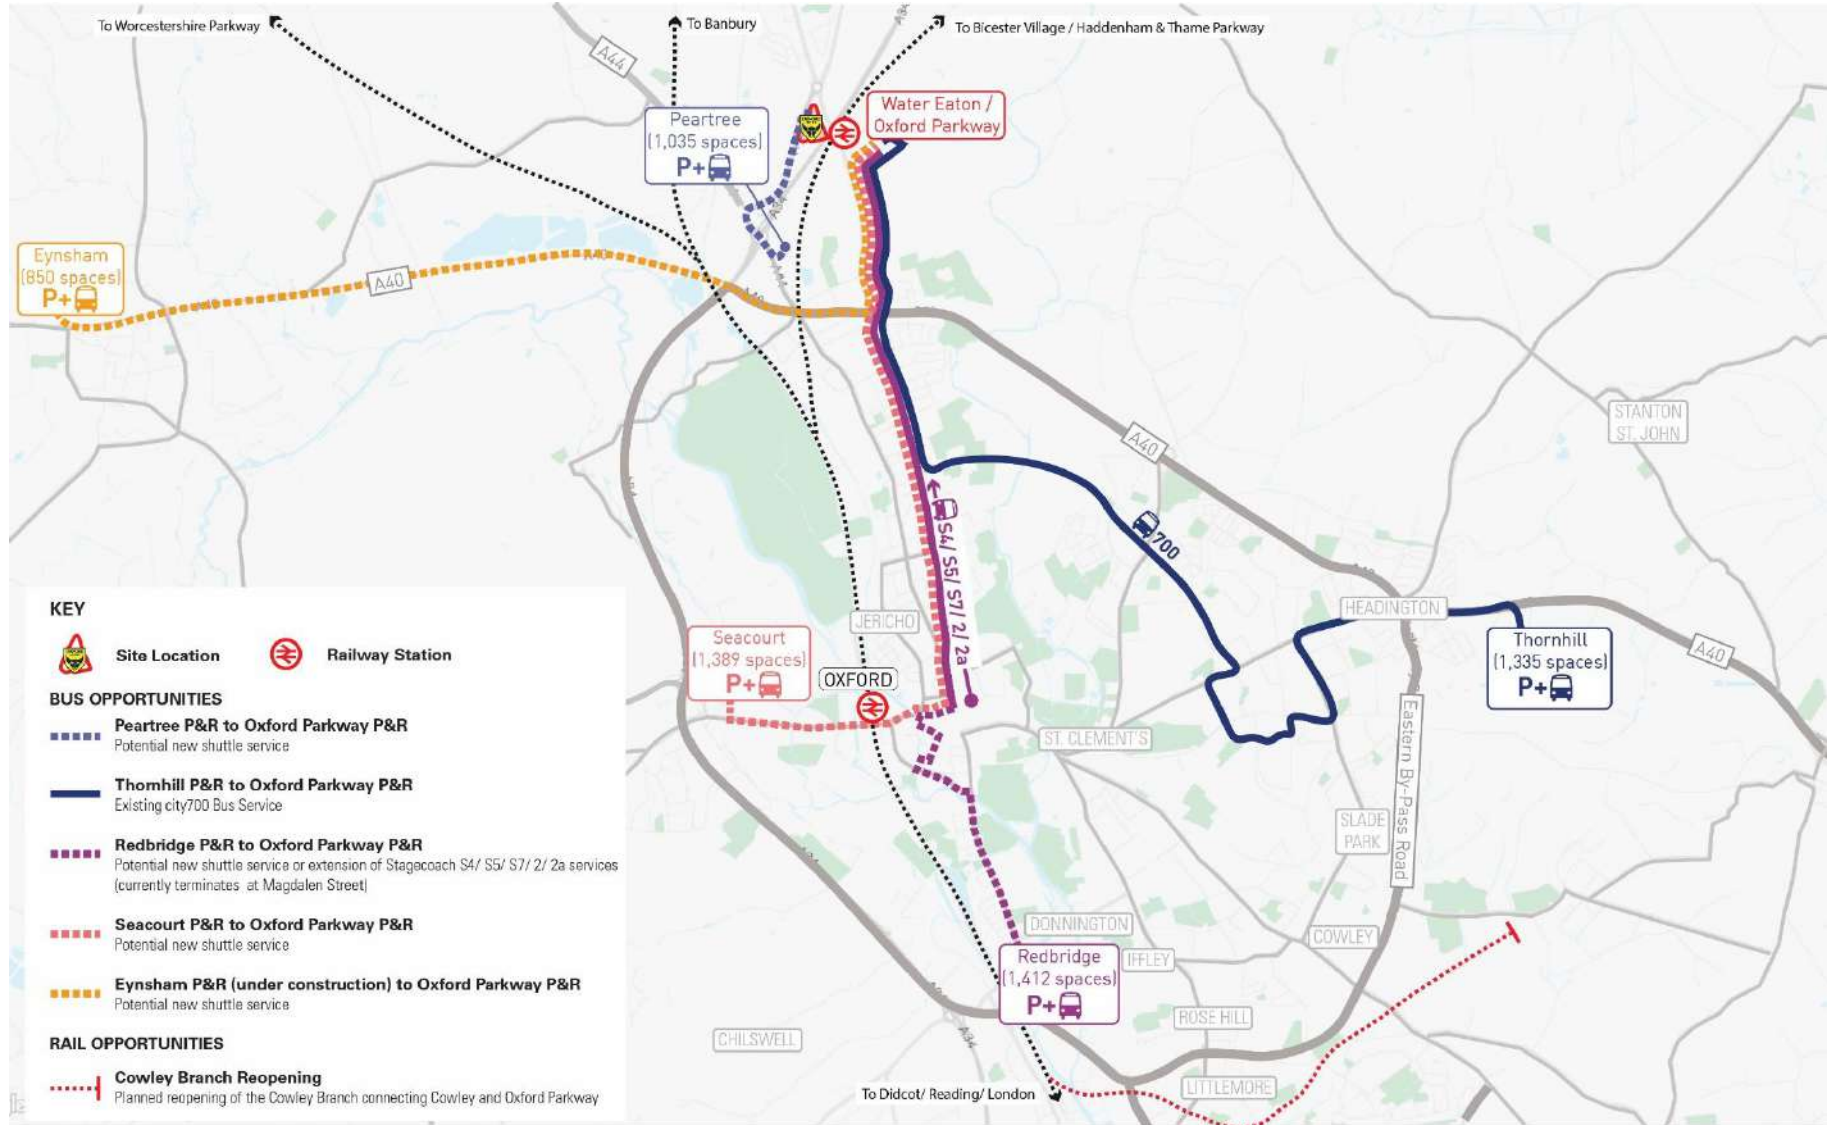 To Worcestershire Parkway
To Banbury
To Bicester Village / Haddenham & Thame Parkway
A34
A44
Water Eaton /
Oxford Parkway
Peartree
(1,035 spaces)
P+
A34
Eynsham
(850 spaces)
P+
A40
A40
A40
A44
A40
A40
STANTON
ST. JOHN
S4/ S5/ S7/ 2/ 2a
700
HEADINGTON
Thornhill
(1,335 spaces)
P+
A40
JERICHO
Seacourt
(1,389 spaces)
P+
OXFORD
ST. CLEMENT'S
Eastern By-Pass Road
SLADE
PARK
A34
DONNINGTON
COWLEY
IFFLEY
Redbridge
(1,412 spaces)
P+
ROSE HILL
A34
CHILSWELL
LITTLEMORE
To Didcot/ Reading/ London
KEY
Site Location
Railway Station
BUS OPPORTUNITIES
Peartree P&R to Oxford Parkway P&R
Potential new shuttle service
Thornhill P&R to Oxford Parkway P&R
Existing city700 Bus Service
Redbridge P&R to Oxford Parkway P&R
Potential new shuttle service or extension of Stagecoach S4/ S5/ S7/ 2/ 2a services
(currently terminates at Magdalen Street)
Seacourt P&R to Oxford Parkway P&R
Potential new shuttle service
Eynsham P&R (under construction) to Oxford Parkway P&R
Potential new shuttle service
RAIL OPPORTUNITIES
Cowley Branch Reopening
Planned reopening of the Cowley Branch connecting Cowley and Oxford Parkway